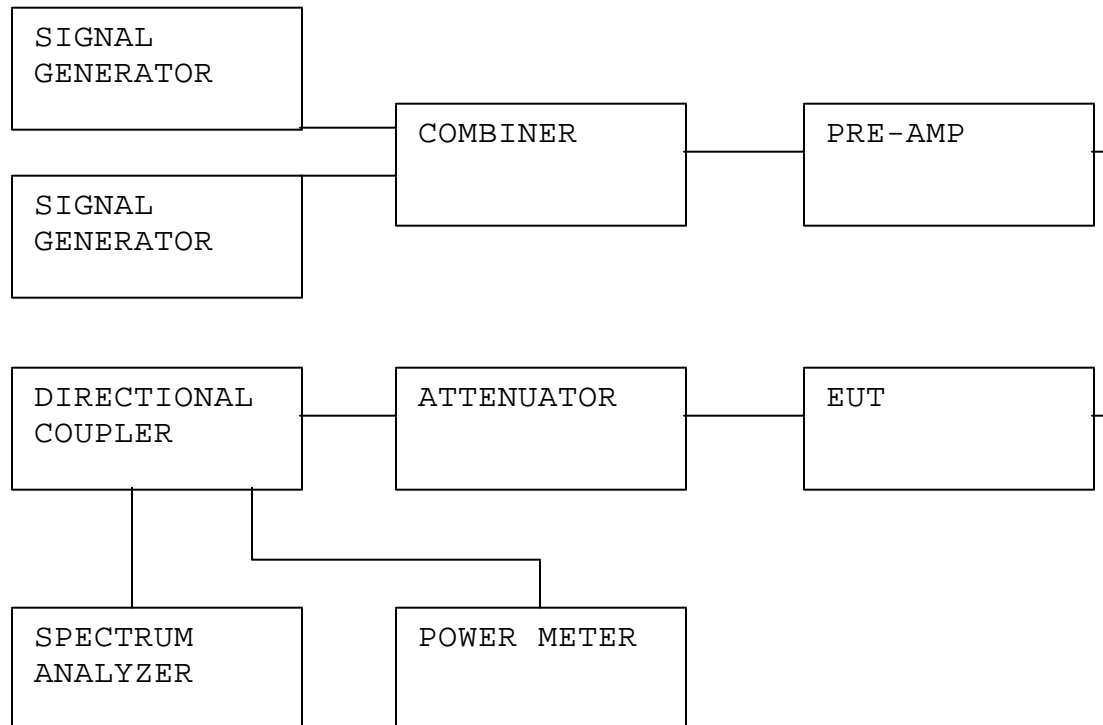 SIGNAL
GENERATOR
COMBINER
PRE-AMP
SIGNAL
GENERATOR
DIRECTIONAL
COUPLER
ATTENUATOR
EUT
SPECTRUM
ANALYZER
POWER METER